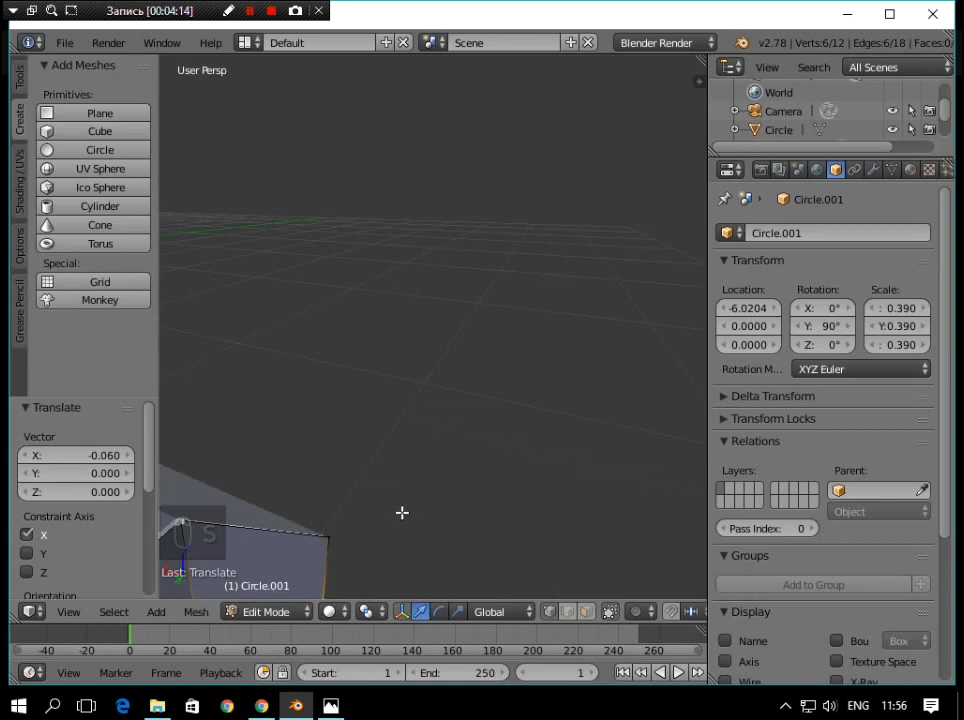 Запись [00:04:14]
File Render Window Help Default Scene Blender Render v2.78 | Verts:6/12 | Edges:6/18 | Faces:0/
Add Meshes
Primitives:
Plane
Cube
Circle
UV Sphere
Ico Sphere
Cylinder
Cone
Torus
Special:
Grid
Monkey
Tools
Create
Shading / UVs
Options
Grease Pencil
Translate
Vector
X: -0.060
Y: 0.000
Z: 0.000
Constraint Axis
X
Y
Z
Orientation
User Persp
S
Last: Translate
(1) Circle.001
View Select Add Mesh Edit Mode Global
-40 -20 0 20 40 60 80 100 120 140 160 180 200 220 240 260
View Marker Frame Playback Start: 1 End: 250 1
View Search All Scenes
World
Camera
Circle
Circle.001
Circle.001
Transform
Location: Rotation: Scale:
-6.0204 X: 0° : 0.390
0.0000 Y: 90° Y:0.390
0.0000 Z: 0° : 0.390
Rotation M... XYZ Euler
Delta Transform
Transform Locks
Relations
Layers: Parent:
Object
Pass Index: 0
Groups
Add to Group
Display
Name Bou Box
Axis Texture Space
Wire X-Ray
ENG 11:56